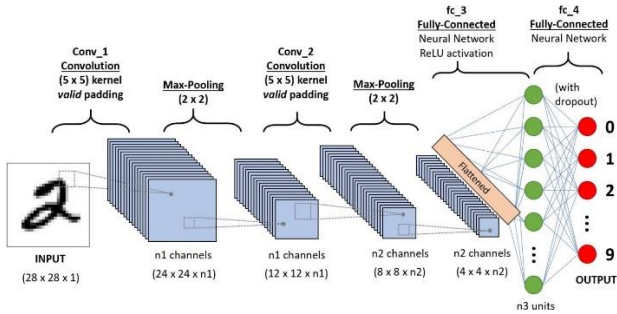 Conv_1
Convolution
(5 x 5) kernel
valid padding
Max-Pooling
(2 x 2)
Conv_2
Convolution
(5 x 5) kernel
valid padding
Max-Pooling
(2 x 2)
fc_3
Fully-Connected
Neural Network
ReLU activation
fc_4
Fully-Connected
Neural Network
(with
dropout)
Flattened
0
1
2
9
2
INPUT
(28 x 28 x 1)
n1 channels
(24 x 24 x n1)
n1 channels
(12 x 12 x n1)
n2 channels
(8 x 8 x n2)
n2 channels
(4 x 4 x n2)
n3 units
OUTPUT